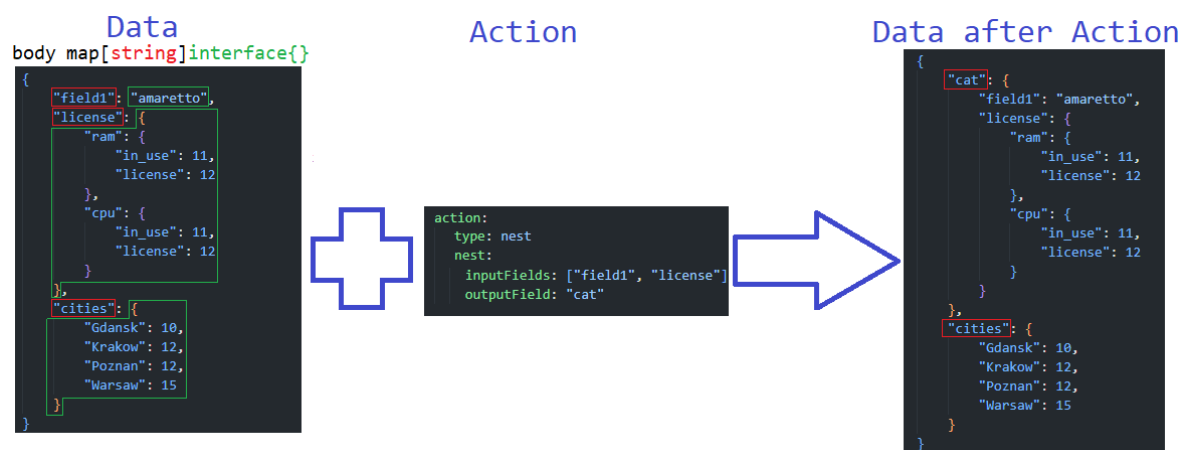 Data
body map[string]interface{}
{
"field1": "amaretto",
"license": {
"ram": {
"in_use": 11,
"license": 12
},
"cpu": {
"in_use": 11,
"license": 12
}
},
"cities": {
"Gdansk": 10,
"Krakow": 12,
"Poznan": 12,
"Warsaw": 15
}
}
Action
action:
type: nest
nest:
inputFields: ["field1", "license"]
outputField: "cat"
Data after Action
{
"cat": {
"field1": "amaretto",
"license": {
"ram": {
"in_use": 11,
"license": 12
},
"cpu": {
"in_use": 11,
"license": 12
}
}
},
"cities": {
"Gdansk": 10,
"Krakow": 12,
"Poznan": 12,
"Warsaw": 15
}
}